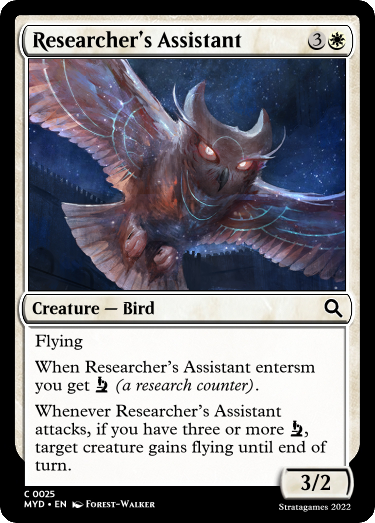 Researcher's Assistant 3
Creature — Bird
Flying
When Researcher's Assistant entersm
you get (a research counter).
Whenever Researcher's Assistant
attacks, if you have three or more ,
target creature gains flying until end of
turn.
3/2
C 0025
MYD • EN Forest-Walker
Stratagames 2022